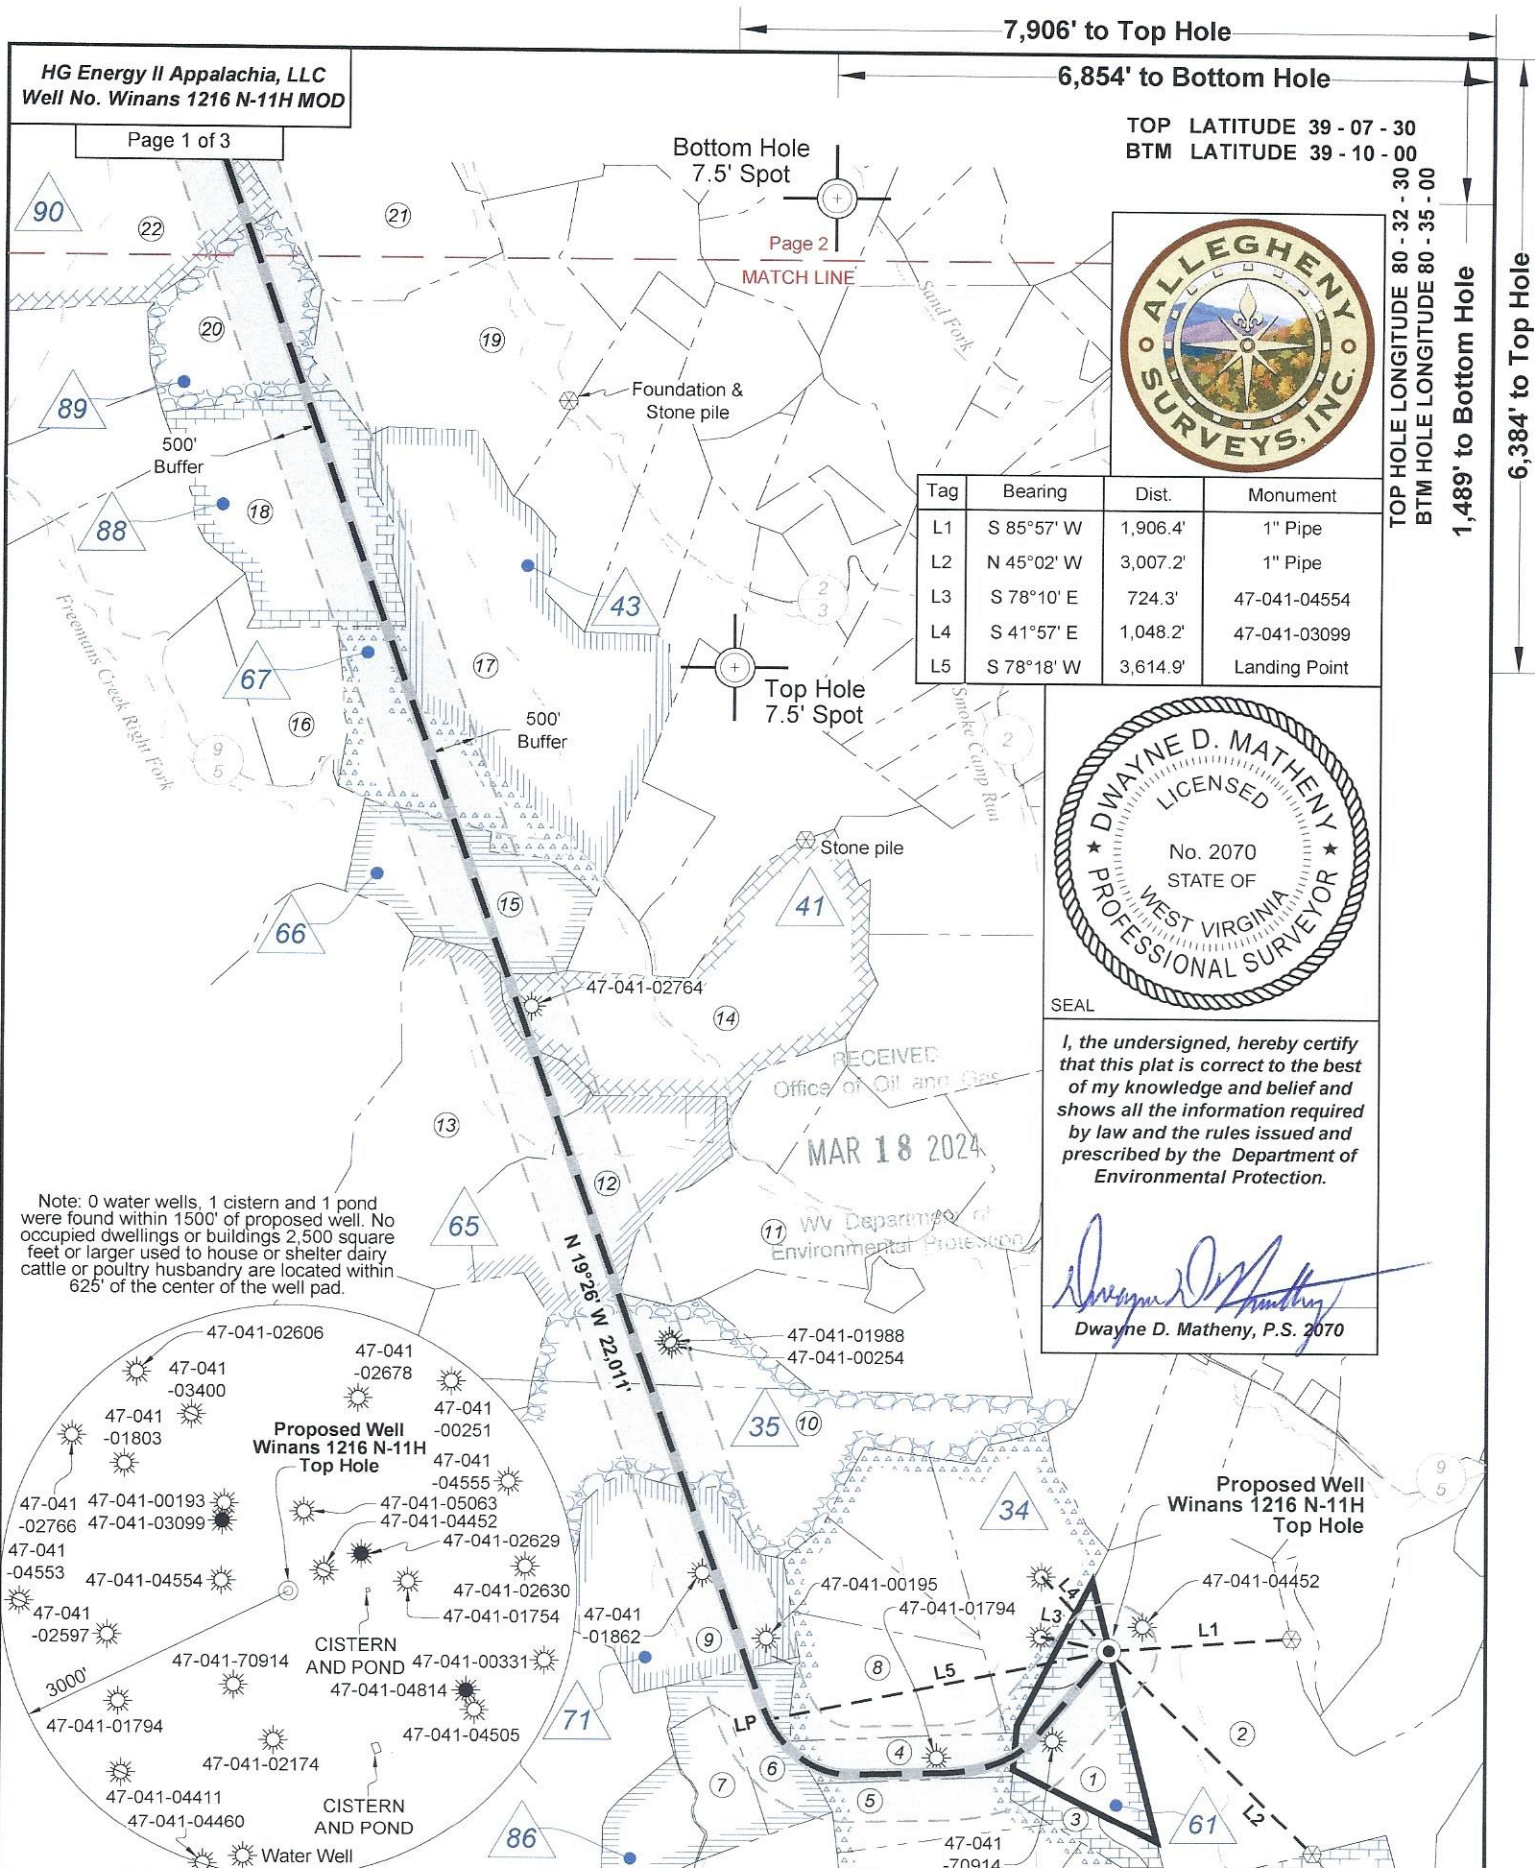 7,906' to Top Hole
6,854' to Bottom Hole
HG Energy II Appalachia, LLC
Well No. Winans 1216 N-11H MOD
Page 1 of 3
TOP LATITUDE 39 - 07 - 30
BTM LATITUDE 39 - 10 - 00
TOP HOLE LONGITUDE 80 - 32 - 30
BTM HOLE LONGITUDE 80 - 35 - 00
1,489' to Bottom Hole
6,384' to Top Hole
Bottom Hole
7.5' Spot
Page 2
MATCH LINE
ALLEGHENY
SURVEYS, INC.
90
22
21
20
19
Sand Fork
Foundation &
Stone pile
89
500'
Buffer
88
18
43
2
3
Tag Bearing Dist. Monument
L1 S 85°57' W 1,906.4' 1" Pipe
L2 N 45°02' W 3,007.2' 1" Pipe
L3 S 78°10' E 724.3' 47-041-04554
L4 S 41°57' E 1,048.2' 47-041-03099
L5 S 78°18' W 3,614.9' Landing Point
Freemans Creek Right Fork
67
17
16
9
5
500'
Buffer
Top Hole
7.5' Spot
Smoke Camp Run
2
DWAYNE D. MATHENY
LICENSED
No. 2070
STATE OF
WEST VIRGINIA
PROFESSIONAL SURVEYOR
SEAL
Stone pile
41
15
66
47-041-02764
14
I, the undersigned, hereby certify
that this plat is correct to the best
of my knowledge and belief and
shows all the information required
by law and the rules issued and
prescribed by the Department of
Environmental Protection.
Dwayne D. Matheny, P.S. 2070
RECEIVED
Office of Oil and Gas
MAR 18 2024
WV Department of
Environmental Protection
13
12
11
65
N 19°26' W 22,011'
Note: 0 water wells, 1 cistern and 1 pond
were found within 1500' of proposed well. No
occupied dwellings or buildings 2,500 square
feet or larger used to house or shelter dairy
cattle or poultry husbandry are located within
625' of the center of the well pad.
47-041-02606
47-041
-03400
47-041
-02678
47-041
-01803
47-041
-00251
Proposed Well
Winans 1216 N-11H
Top Hole
47-041
-04555
47-041
-02766
47-041-00193
47-041-03099
47-041-05063
47-041-04452
47-041-02629
47-041
-04553
47-041-04554
47-041-02630
47-041
-02597
47-041-01754
CISTERN
AND POND
47-041-70914
47-041-00331
47-041-04814
3000'
47-041-01794
47-041-04505
47-041-02174
47-041-04411
47-041-04460
CISTERN
AND POND
Water Well
47-041-01988
47-041-00254
35
10
34
9
5
Proposed Well
Winans 1216 N-11H
Top Hole
47-041-00195
47-041-01794
47-041-04452
47-041
-01862
9
8
L4
L3
L1
L5
LP
71
6
4
7
5
1
2
3
L2
61
86
47-041
-70914